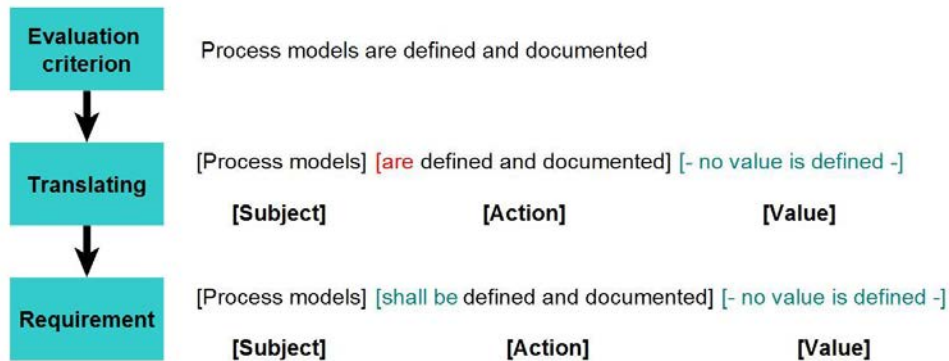 Evaluation
criterion
Process models are defined and documented
Translating
[Process models] [are defined and documented] [- no value is defined -]
[Subject] [Action] [Value]
Requirement
[Process models] [shall be defined and documented] [- no value is defined -]
[Subject] [Action] [Value]